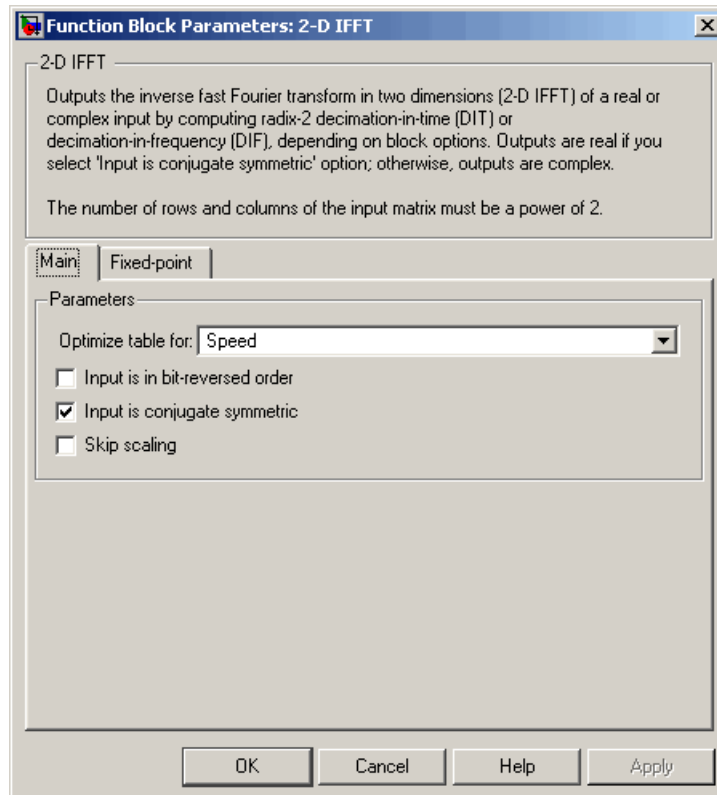 Function Block Parameters: 2-D IFFT
2-D IFFT
Outputs the inverse fast Fourier transform in two dimensions (2-D IFFT) of a real or
complex input by computing radix-2 decimation-in-time (DIT) or
decimation-in-frequency (DIF), depending on block options. Outputs are real if you
select 'Input is conjugate symmetric' option; otherwise, outputs are complex.
The number of rows and columns of the input matrix must be a power of 2.
Main Fixed-point
Parameters
Optimize table for: Speed
Input is in bit-reversed order
Input is conjugate symmetric
Skip scaling
OK Cancel Help Apply